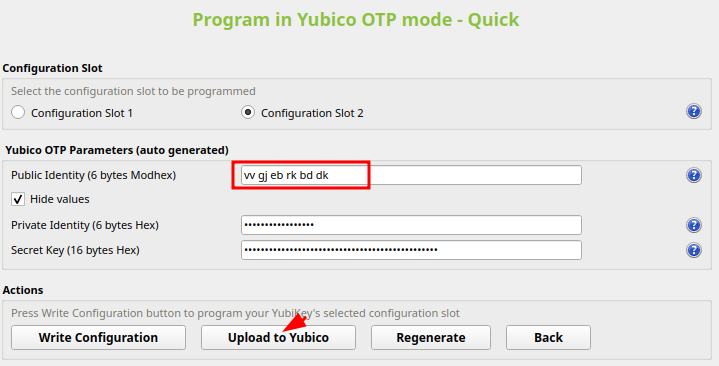 Program in Yubico OTP mode - Quick
Configuration Slot
Select the configuration slot to be programmed
Configuration Slot 1 Configuration Slot 2 ?
Yubico OTP Parameters (auto generated)
Public Identity (6 bytes Modhex) vv gj eb rk bd dk ?
Hide values
Private Identity (6 bytes Hex) ••••••••••••••••• ?
Secret Key (16 bytes Hex) ••••••••••••••••••••••••••••••••••••••••••••••• ?
Actions
Press Write Configuration button to program your YubiKey's selected configuration slot
Write Configuration Upload to Yubico Regenerate Back